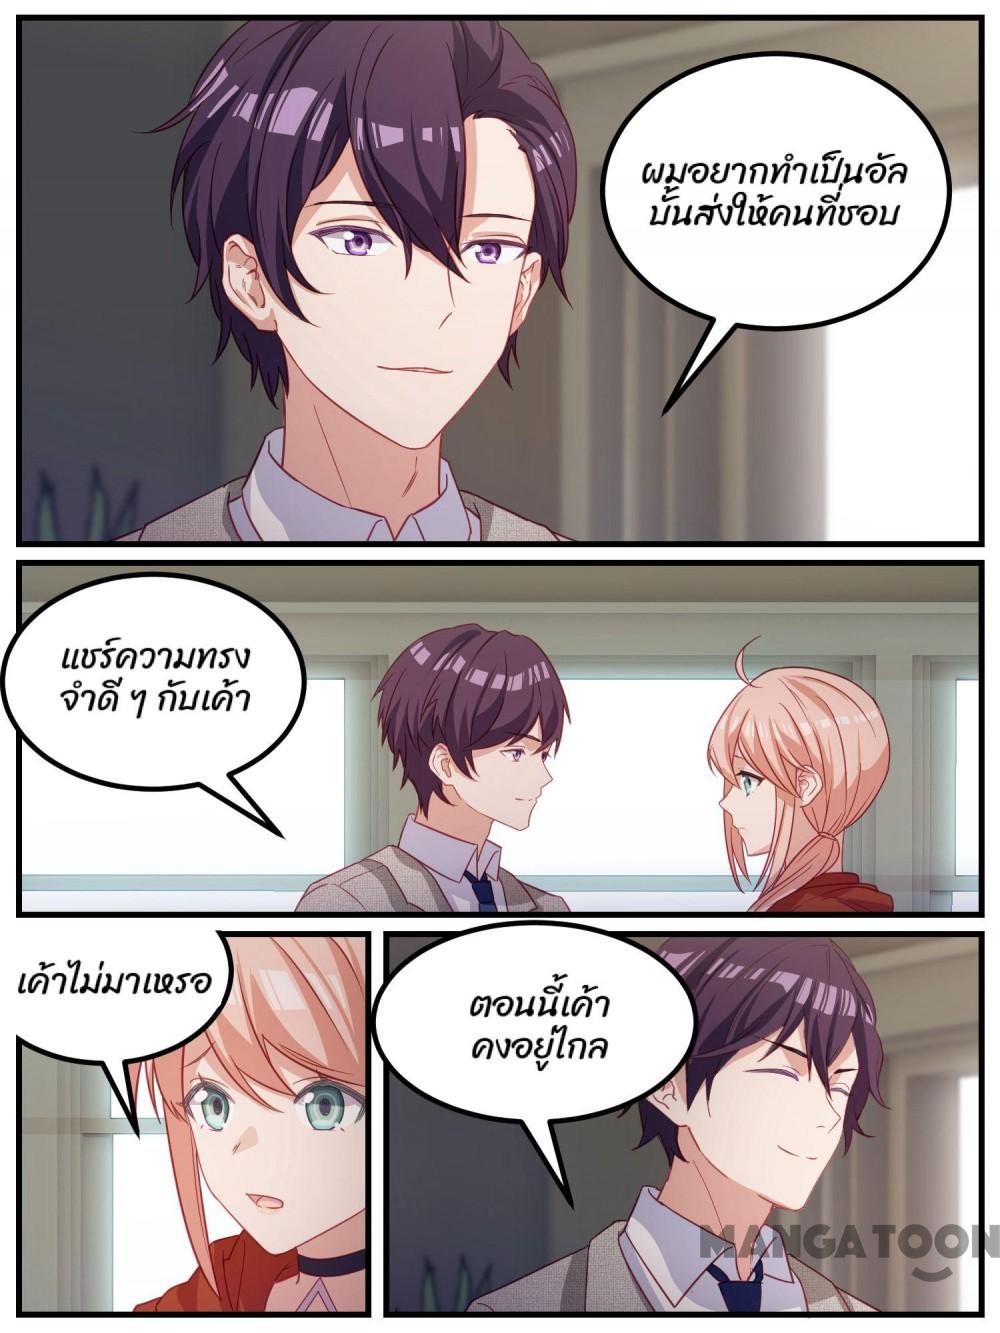 ผมอยากทำเป็นอัล
บั้นส่งให้คนที่ชอบ
แชร์ความทรง
จำดี ๆ กับเค้า
เค้าไม่มาเหรอ
ตอนนี้เค้า
คงอยู่ไกล
MANGATOON